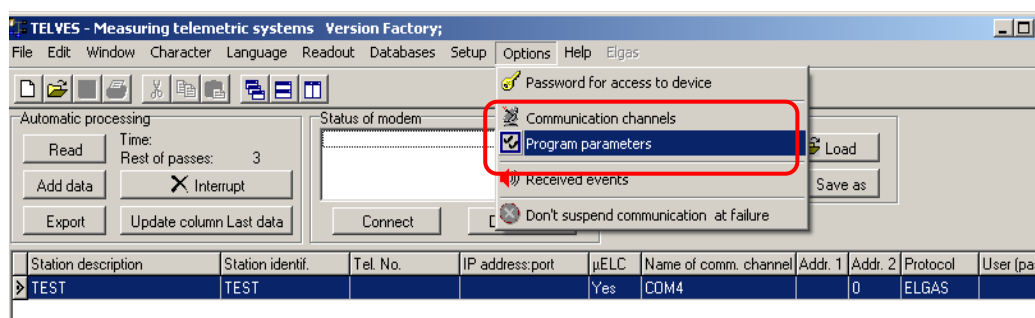 TELVES - Measuring telemetric systems Version Factory;
File Edit Window Character Language Readout Databases Setup Options Help Elgas
Password for access to device
Communication channels
Program parameters
Received events
Don't suspend communication at failure
Automatic processing
Read
Time:
Rest of passes: 3
Add data
Interrupt
Export
Update column Last data
Status of modem
Connect
Load
Save as
Station description Station identif. Tel. No. IP address:port µELC Name of comm. channel Addr. 1 Addr. 2 Protocol User (pa
TEST TEST Yes COM4 0 ELGAS